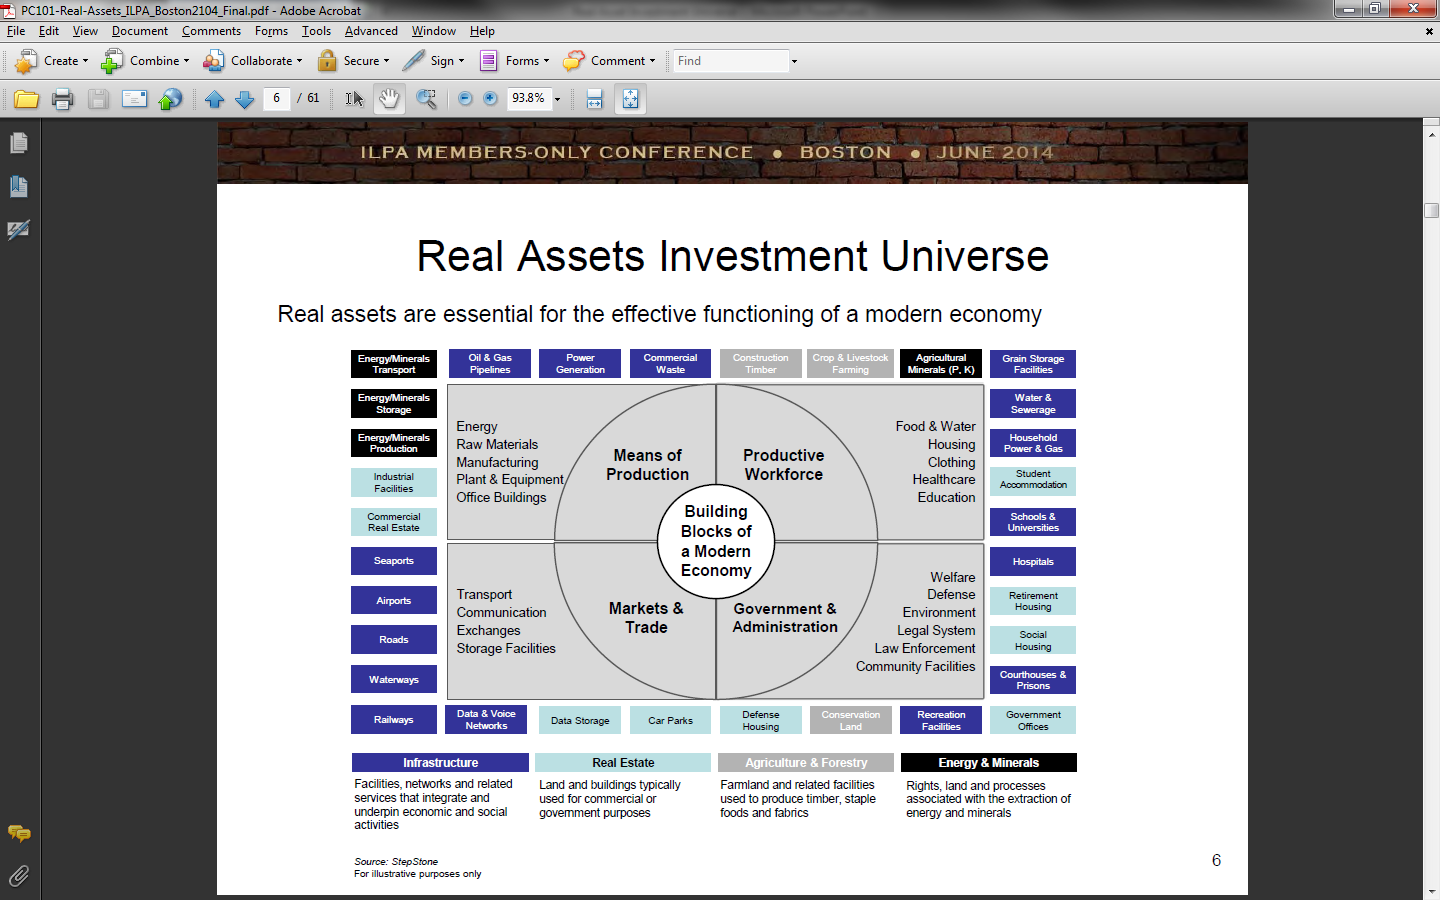 PC101-Real-Assets_ILPA_Boston2104_Final.pdf - Adobe Acrobat
File Edit View Document Comments Forms Tools Advanced Window Help
Create Combine Collaborate Secure Sign Forms Comment Find
6 / 61 93.8%
ILPA MEMBERS-ONLY CONFERENCE ● BOSTON ● JUNE 2014
Real Assets Investment Universe
Real assets are essential for the effective functioning of a modern economy
Energy/Minerals
Transport
Oil & Gas
Pipelines
Power
Generation
Commercial
Waste
Construction
Timber
Crop & Livestock
Farming
Agricultural
Minerals (P, K)
Grain Storage
Facilities
Energy/Minerals
Storage
Energy/Minerals
Production
Industrial
Facilities
Commercial
Real Estate
Seaports
Airports
Roads
Waterways
Railways
Energy
Raw Materials
Manufacturing
Plant & Equipment
Office Buildings
Means of
Production
Productive
Workforce
Food & Water
Housing
Clothing
Healthcare
Education
Building
Blocks of
a Modern
Economy
Transport
Communication
Exchanges
Storage Facilities
Markets &
Trade
Government &
Administration
Welfare
Defense
Environment
Legal System
Law Enforcement
Community Facilities
Water &
Sewerage
Household
Power & Gas
Student
Accommodation
Schools &
Universities
Hospitals
Retirement
Housing
Social
Housing
Courthouses &
Prisons
Data & Voice
Networks
Data Storage
Car Parks
Defense
Housing
Conservation
Land
Recreation
Facilities
Government
Offices
Infrastructure
Facilities, networks and related
services that integrate and
underpin economic and social
activities
Real Estate
Land and buildings typically
used for commercial or
government purposes
Agriculture & Forestry
Farmland and related facilities
used to produce timber, staple
foods and fabrics
Energy & Minerals
Rights, land and processes
associated with the extraction of
energy and minerals
Source: StepStone
For illustrative purposes only
6